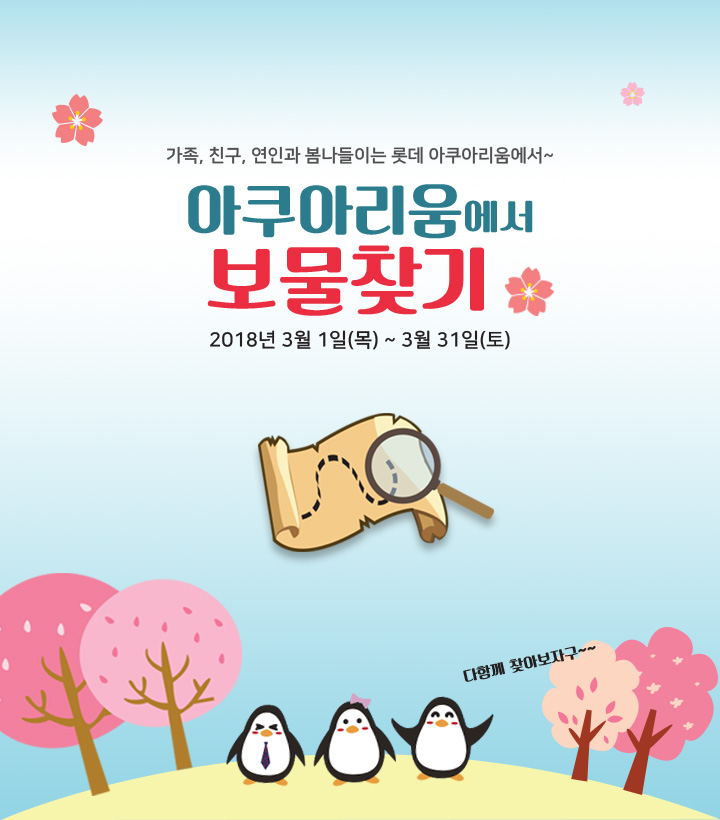 가족, 친구, 연인과 봄나들이는 롯데 아쿠아리움에서~
아쿠아리움에서
보물찾기
2018년 3월 1일(목) ~ 3월 31일(토)
다함께 찾아보자구~~